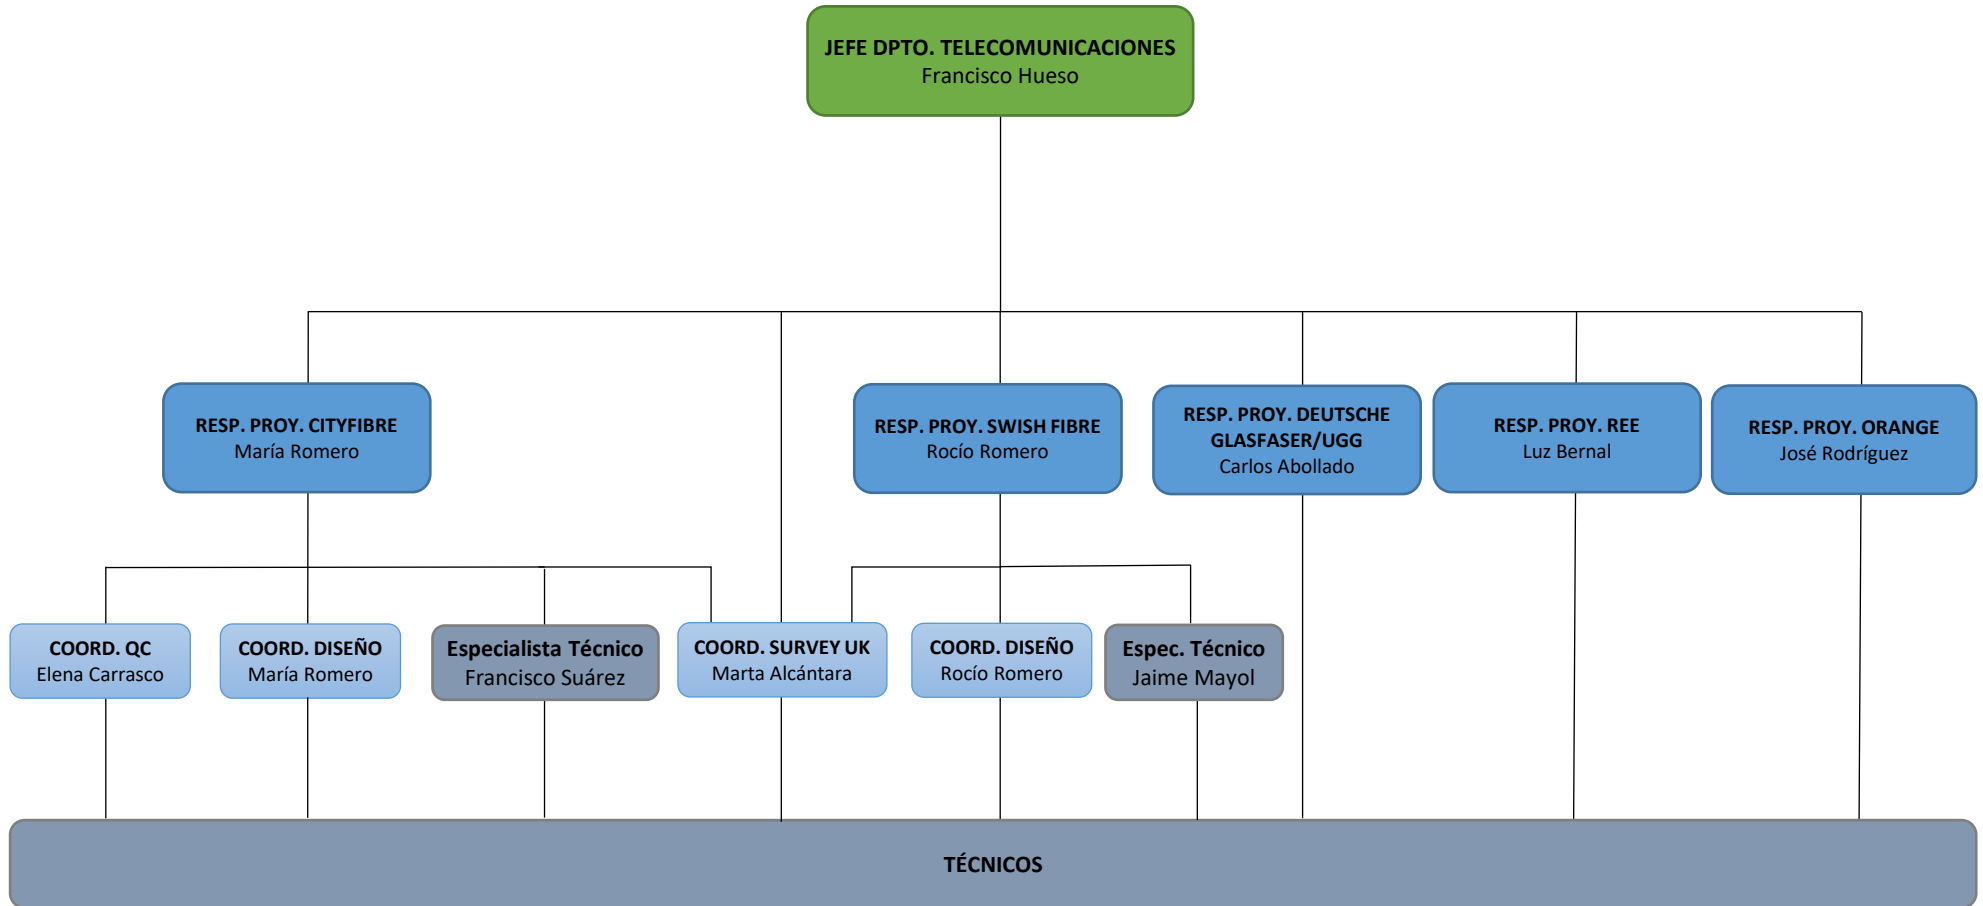 JEFE DPTO. TELECOMUNICACIONES
Francisco Hueso
RESP. PROY. CITYFIBRE
María Romero
RESP. PROY. SWISH FIBRE
Rocío Romero
RESP. PROY. DEUTSCHE
GLASFASER/UGG
Carlos Abollado
RESP. PROY. REE
Luz Bernal
RESP. PROY. ORANGE
José Rodríguez
COORD. QC
Elena Carrasco
COORD. DISEÑO
María Romero
Especialista Técnico
Francisco Suárez
COORD. SURVEY UK
Marta Alcántara
COORD. DISEÑO
Rocío Romero
Espec. Técnico
Jaime Mayol
TÉCNICOS